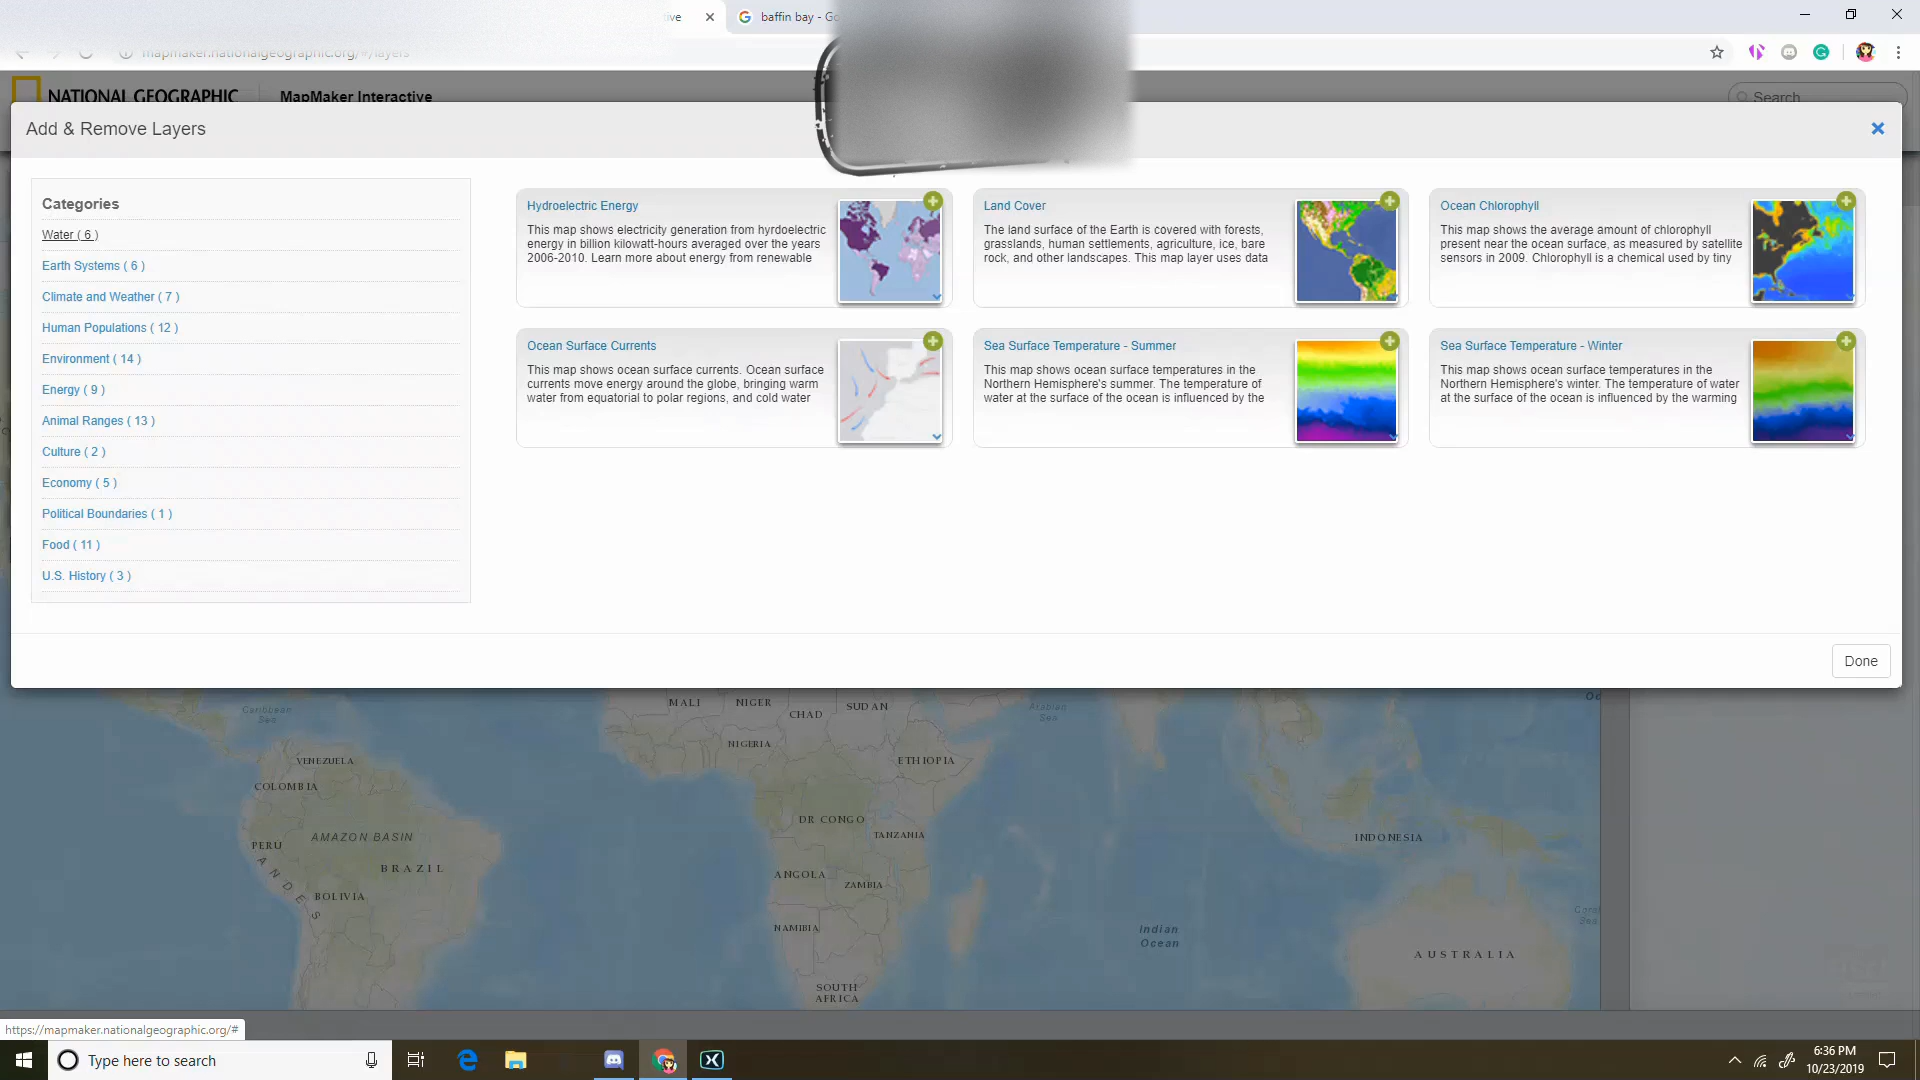 baffin bay - Go
mapmaker.nationalgeographic.org/#/layers
NATIONAL GEOGRAPHIC
MapMaker Interactive
Search
Add & Remove Layers
Categories
Water ( 6 )
Earth Systems ( 6 )
Climate and Weather ( 7 )
Human Populations ( 12 )
Environment ( 14 )
Energy ( 9 )
Animal Ranges ( 13 )
Culture ( 2 )
Economy ( 5 )
Political Boundaries ( 1 )
Food ( 11 )
U.S. History ( 3 )
Hydroelectric Energy
This map shows electricity generation from hyrdoelectric
energy in billion kilowatt-hours averaged over the years
2006-2010. Learn more about energy from renewable
Land Cover
The land surface of the Earth is covered with forests,
grasslands, human settlements, agriculture, ice, bare
rock, and other landscapes. This map layer uses data
Ocean Chlorophyll
This map shows the average amount of chlorophyll
present near the ocean surface, as measured by satellite
sensors in 2009. Chlorophyll is a chemical used by tiny
Ocean Surface Currents
This map shows ocean surface currents. Ocean surface
currents move energy around the globe, bringing warm
water from equatorial to polar regions, and cold water
Sea Surface Temperature - Summer
This map shows ocean surface temperatures in the
Northern Hemisphere's summer. The temperature of
water at the surface of the ocean is influenced by the
Sea Surface Temperature - Winter
This map shows ocean surface temperatures in the
Northern Hemisphere's winter. The temperature of water
at the surface of the ocean is influenced by the warming
Done
Caribbean
Sea
MALI
NIGER
CHAD
SUDAN
Arabian
Sea
NIGERIA
ETHIOPIA
VENEZUELA
COLOMBIA
DR CONGO
TANZANIA
AMAZON BASIN
PERU
BRAZIL
INDONESIA
ANDES
BOLIVIA
ANGOLA
ZAMBIA
NAMIBIA
Indian
Ocean
AUSTRALIA
SOUTH
AFRICA
https://mapmaker.nationalgeographic.org/#
Type here to search
6:36 PM
10/23/2019